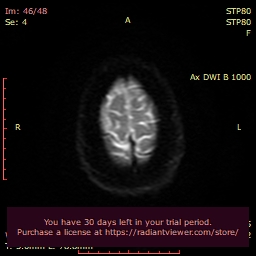 Im: 46/48
Se: 4
A
STP80
STP80
F
Ax DWI B 1000
R
L
You have 30 days left in your trial period.
Purchase a license at https://radiantviewer.com/store/